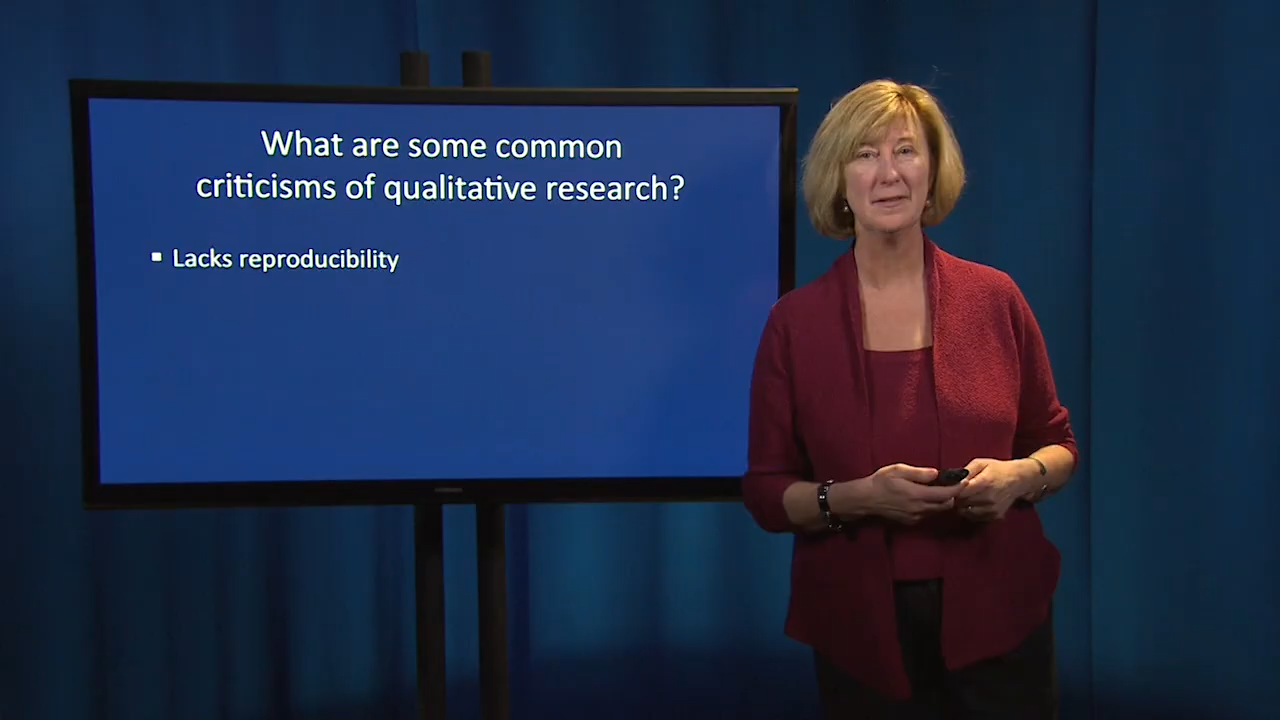 What are some common
criticisms of qualitative research?
▪ Lacks reproducibility